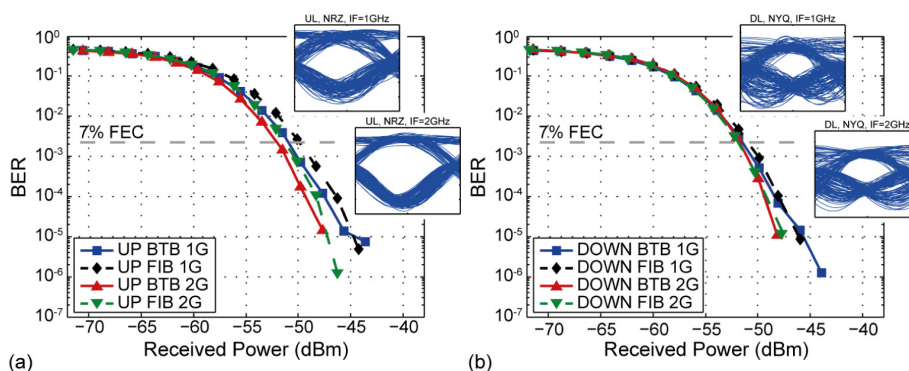 UL, NRZ, IF=1GHz
10^0
10^-1
10^-2
10^-3
10^-4
10^-5
10^-6
10^-7
BER
7% FEC
UL, NRZ, IF=2GHz
UP BTB 1G
UP FIB 1G
UP BTB 2G
UP FIB 2G
−70 −65 −60 −55 −50 −45 −40
Received Power (dBm)
(a)
DL, NYQ, IF=1GHz
10^0
10^-1
10^-2
10^-3
10^-4
10^-5
10^-6
10^-7
BER
7% FEC
DL, NYQ, IF=2GHz
DOWN BTB 1G
DOWN FIB 1G
DOWN BTB 2G
DOWN FIB 2G
−70 −65 −60 −55 −50 −45 −40
Received Power (dBm)
(b)